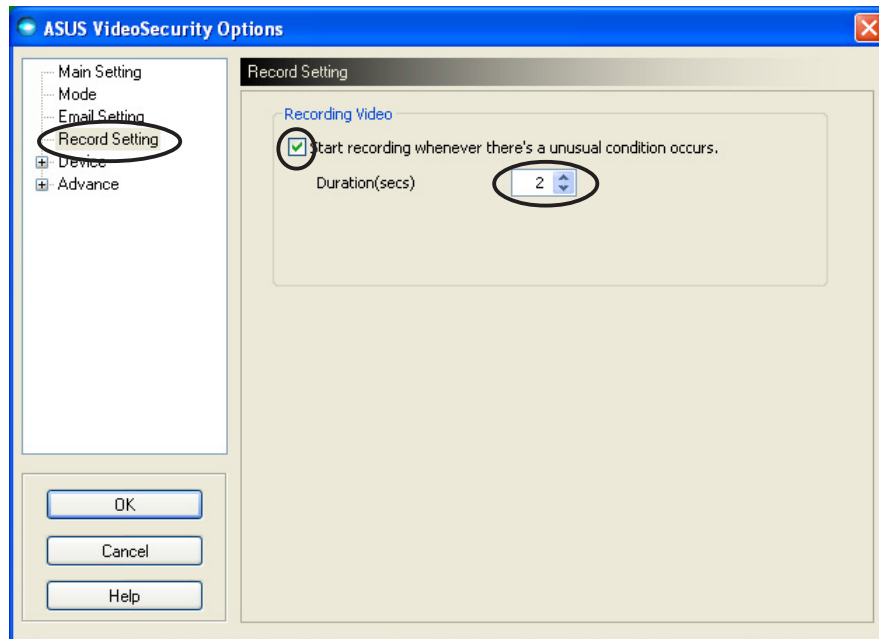 ASUS VideoSecurity Options
Main Setting
Mode
Email Setting
Record Setting
Device
Advance
OK
Cancel
Help
Record Setting
Recording Video
Start recording whenever there's a unusual condition occurs.
Duration(secs) 2